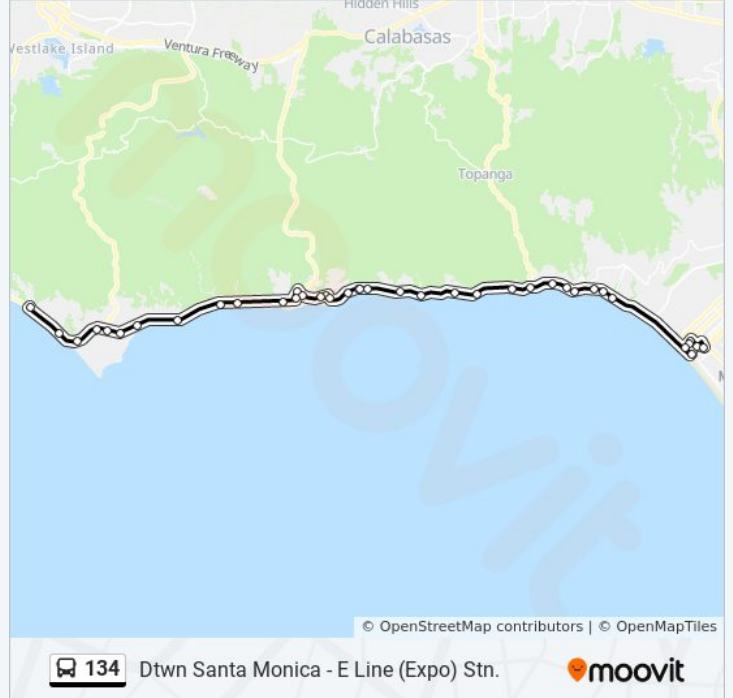 Hidden Hills
Westlake Island
Ventura Freeway
Calabasas
Topanga
moovit
M
© OpenStreetMap contributors | © OpenMapTiles
134 Dtwn Santa Monica - E Line (Expo) Stn.
moovit